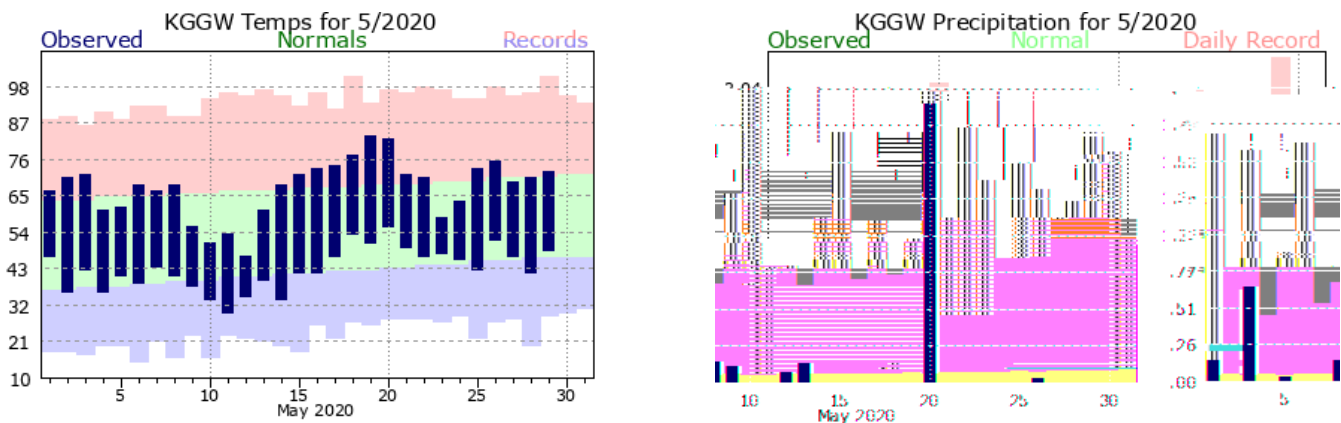 KGGW Temps for 5/2020
Observed Normals Records
98
87
76
65
54
43
32
21
10
5 10 15 20 25 30
May 2020
KGGW Precipitation for 5/2020
Observed Normal Daily Record
.51
.26
.00
10 15 20 25 30 5
May 2020